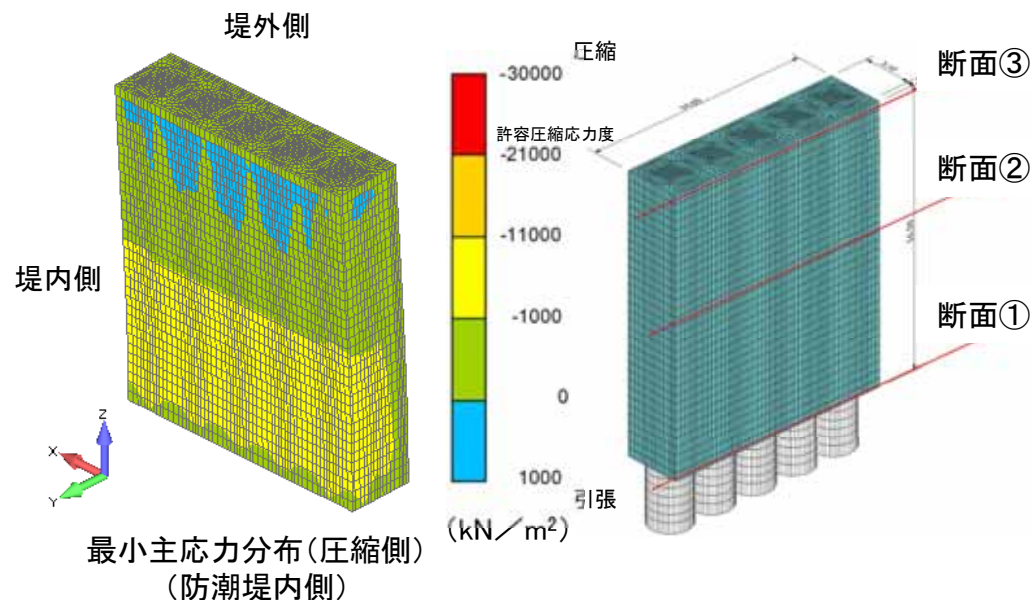 堤外側
堤内側
X
Y
Z
最小主応力分布(圧縮側)
(防潮堤内側)
圧縮
-30000
許容圧縮応力度
-21000
-11000
-1000
0
1000
引張
(kN/m²)
断面③
断面②
断面①